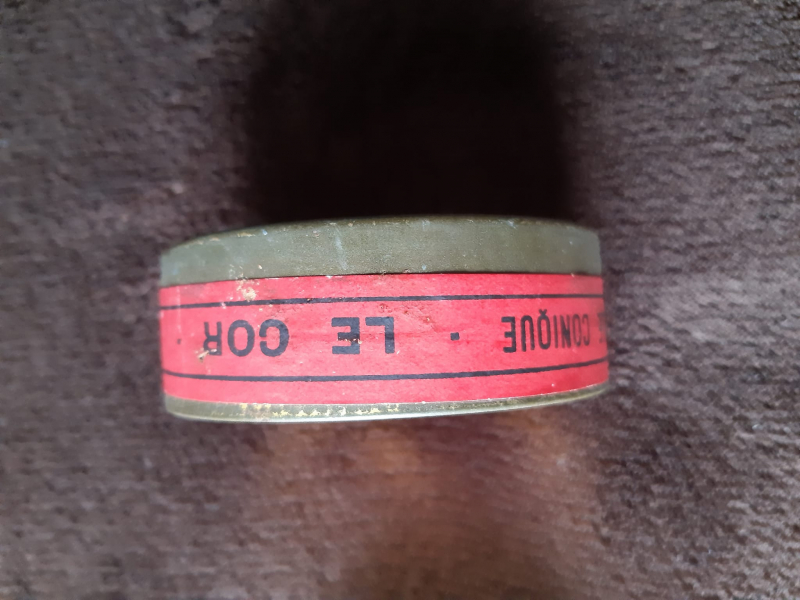 CONIQUE · LE COR ·